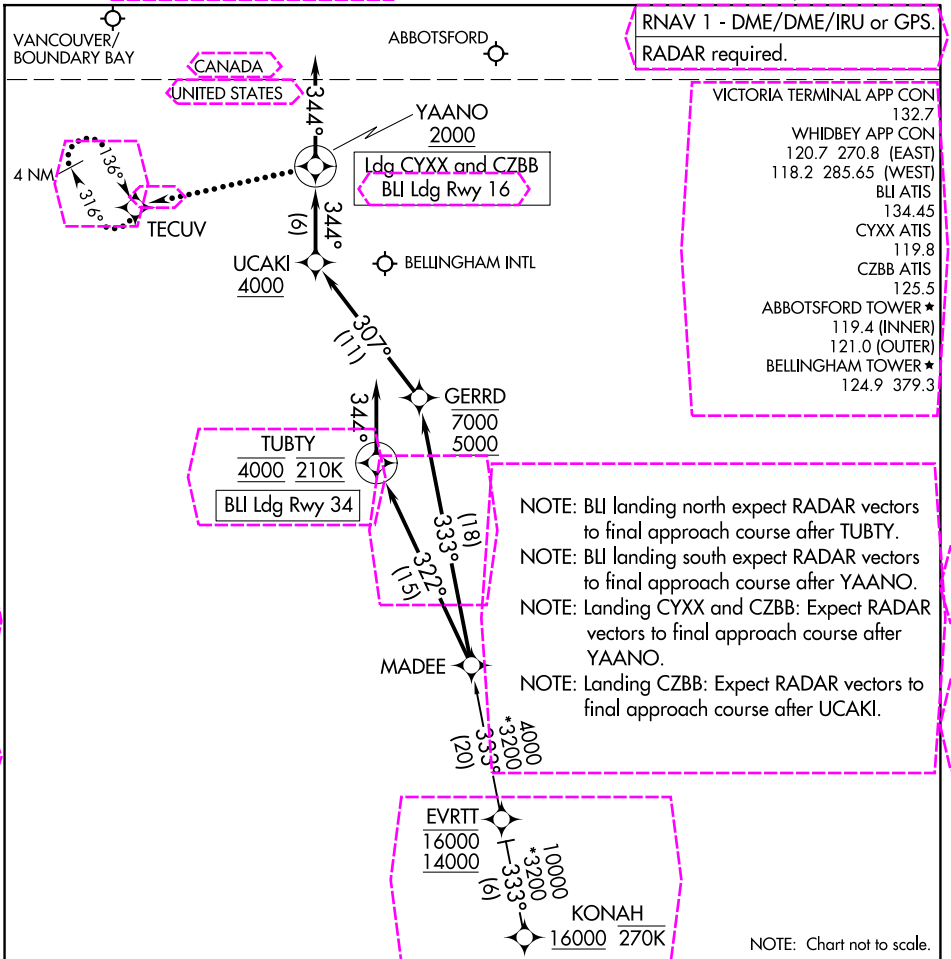 VANCOUVER/
BOUNDARY BAY
ABBOTSFORD
RNAV 1 - DME/DME/IRU or GPS.
RADAR required.
CANADA
UNITED STATES
344°
YAANO
2000
Ldg CYXX and CZBB
BLI Ldg Rwy 16
4 NM
136°
316°
TECUV
344°
(6)
UCAKI
4000
BELLINGHAM INTL
VICTORIA TERMINAL APP CON
132.7
WHIDBEY APP CON
120.7 270.8 (EAST)
118.2 285.65 (WEST)
BLI ATIS
134.45
CYXX ATIS
119.8
CZBB ATIS
125.5
ABBOTSFORD TOWER ★
119.4 (INNER)
121.0 (OUTER)
BELLINGHAM TOWER ★
124.9 379.3
307°
(11)
GERRD
7000
5000
344°
TUBTY
4000 210K
BLI Ldg Rwy 34
(18)
333°
322°
(15)
NOTE: BLI landing north expect RADAR vectors
to final approach course after TUBTY.
NOTE: BLI landing south expect RADAR vectors
to final approach course after YAANO.
NOTE: Landing CYXX and CZBB: Expect RADAR
vectors to final approach course after
YAANO.
NOTE: Landing CZBB: Expect RADAR vectors to
final approach course after UCAKI.
MADEE
4000
*3200
333°
(20)
EVRTT
16000
14000
10000
*3200
333°
(6)
KONAH
16000 270K
NOTE: Chart not to scale.